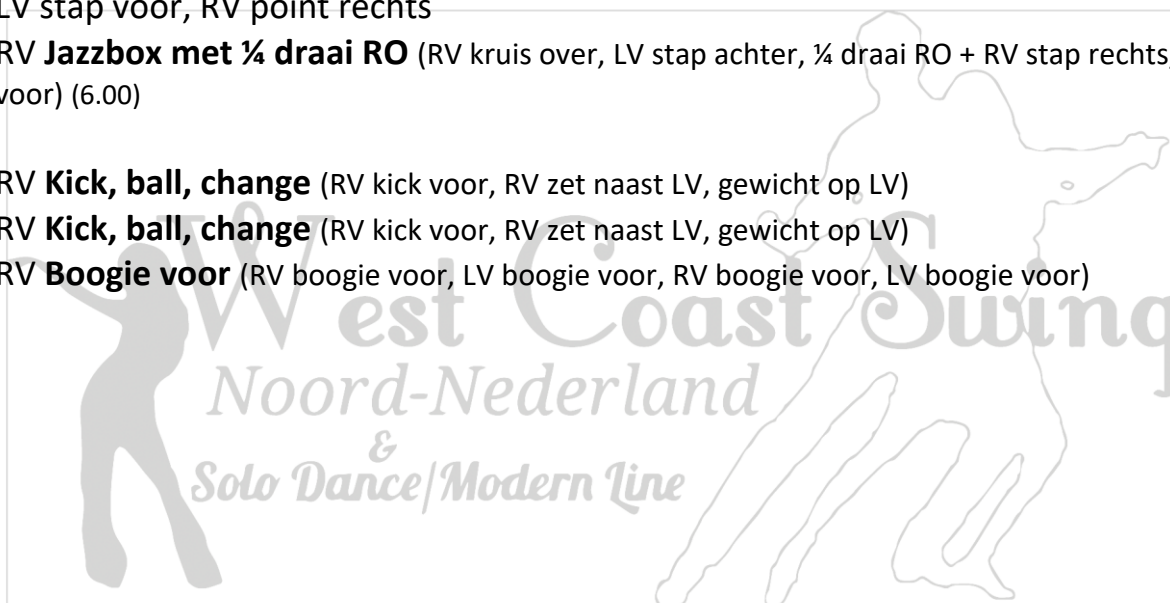 LV stap voor, RV point rechts
RV Jazzbox met ¼ draai RO (RV kruis over, LV stap achter, ¼ draai RO + RV stap rechts,
voor) (6.00)
RV Kick, ball, change (RV kick voor, RV zet naast LV, gewicht op LV)
RV Kick, ball, change (RV kick voor, RV zet naast LV, gewicht op LV)
RV Boogie voor (RV boogie voor, LV boogie voor, RV boogie voor, LV boogie voor)
West Coast Swing
Noord-Nederland
&
Solo Dance/Modern Line